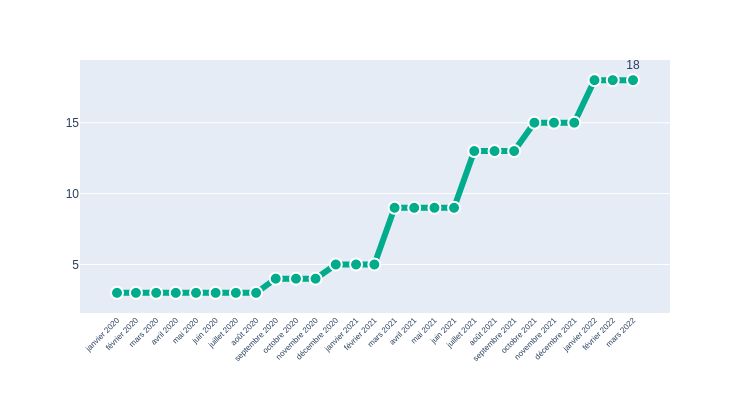 18
15
10
5
janvier 2020
février 2020
mars 2020
avril 2020
mai 2020
juin 2020
juillet 2020
août 2020
septembre 2020
octobre 2020
novembre 2020
décembre 2020
janvier 2021
février 2021
mars 2021
avril 2021
mai 2021
juin 2021
juillet 2021
août 2021
septembre 2021
octobre 2021
novembre 2021
décembre 2021
janvier 2022
février 2022
mars 2022